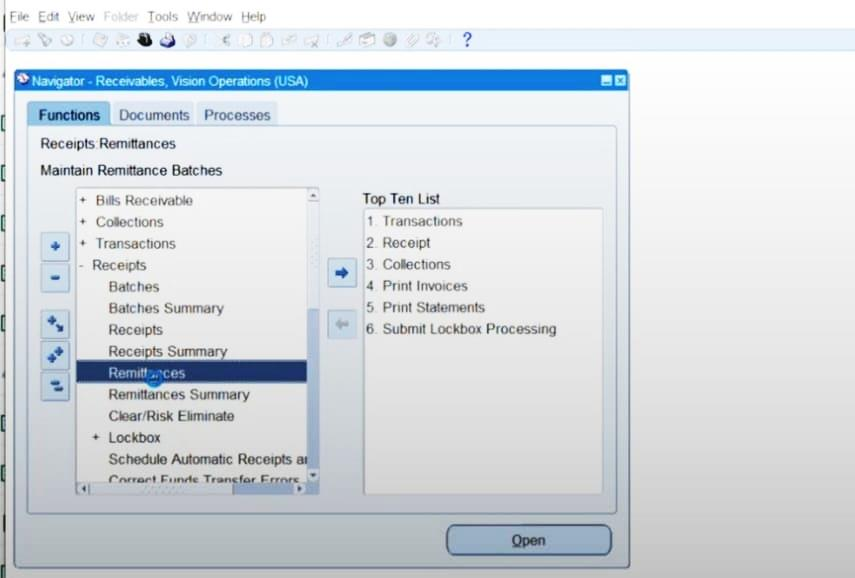 File Edit View Folder Tools Window Help
?
Navigator - Receivables, Vision Operations (USA)
Functions Documents Processes
Receipts:Remittances
Maintain Remittance Batches
+ Bills Receivable
+ Collections
+ Transactions
- Receipts
Batches
Batches Summary
Receipts
Receipts Summary
Remittances
Remittances Summary
Clear/Risk Eliminate
+ Lockbox
Schedule Automatic Receipts ar
Correct Funds Transfer Errors
Top Ten List
1. Transactions
2. Receipt
3. Collections
4. Print Invoices
5. Print Statements
6. Submit Lockbox Processing
Open